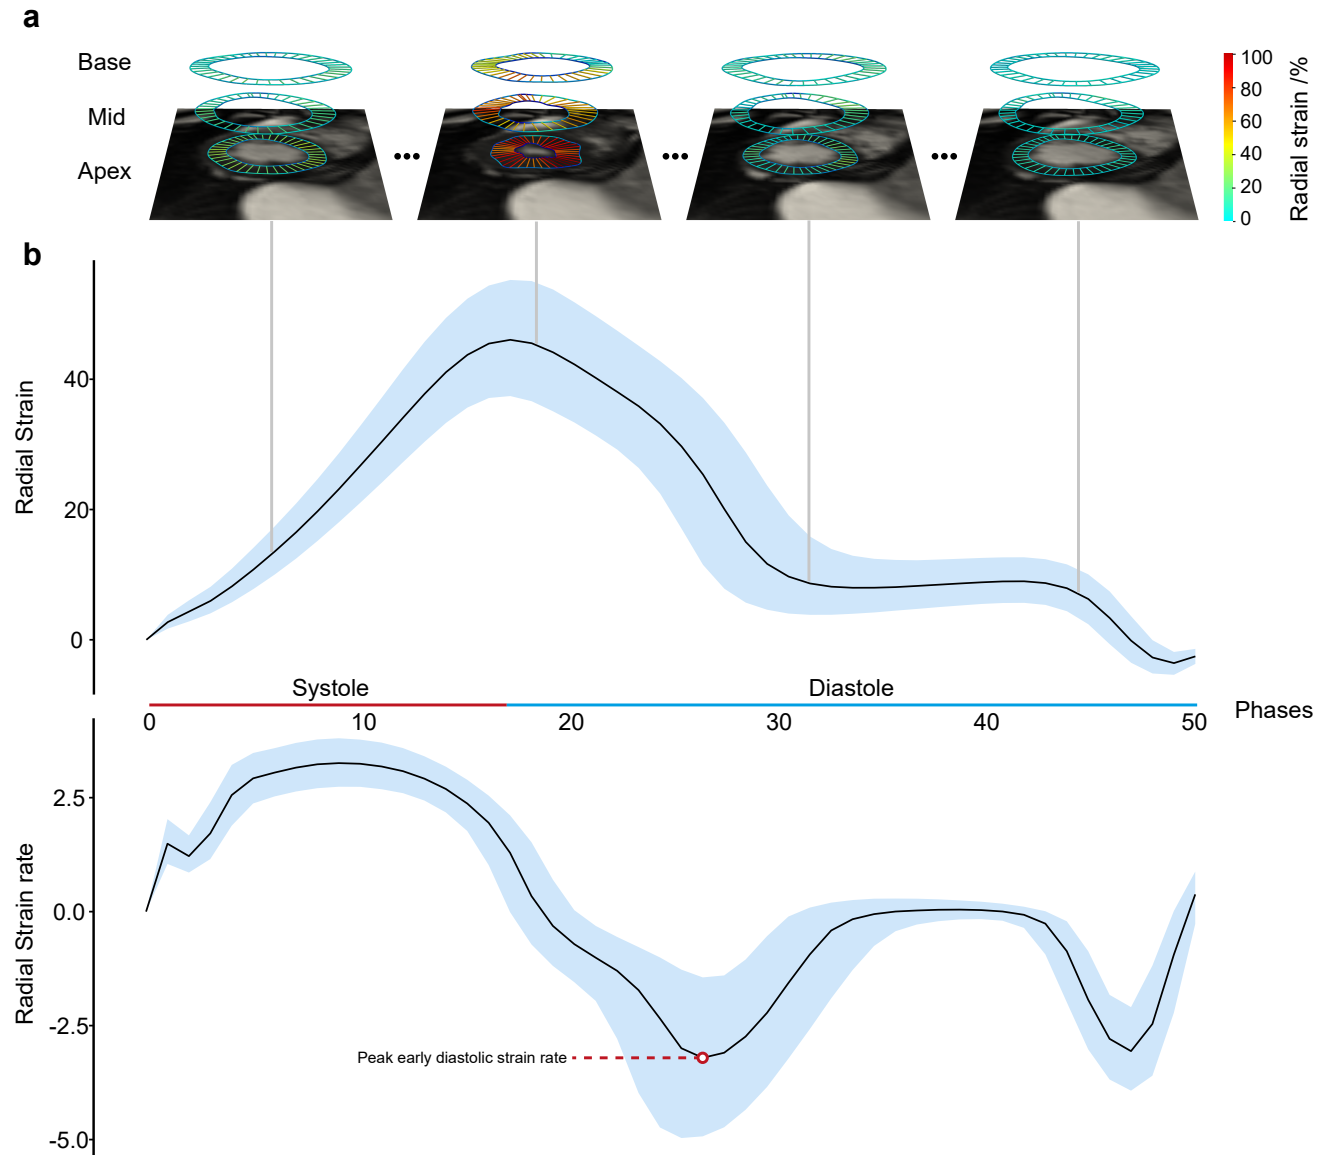 a
Base
Mid
Apex
100
80
60
40
20
0
Radial strain /%
b
40
20
0
Radial Strain
Systole
Diastole
0
10
20
30
40
50
Phases
2.5
0.0
-2.5
-5.0
Radial Strain rate
Peak early diastolic strain rate